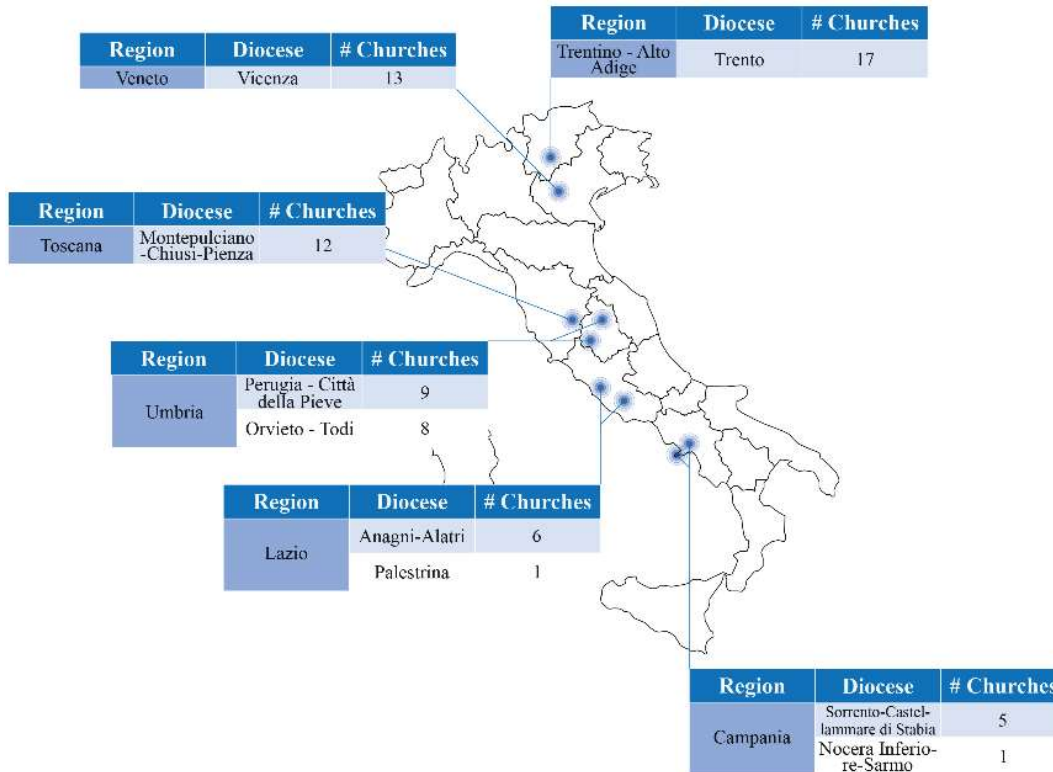 Region Diocese # Churches
Trentino - Alto
Adige
Trento 17
Region Diocese # Churches
Veneto Vicenza 13
Region Diocese # Churches
Toscana
Montepulciano
-Chiusi-Pienza
12
Region Diocese # Churches
Umbria
Perugia - Città
della Pieve
9
Orvieto - Todi 8
Region Diocese # Churches
Lazio
Anagni-Alatri 6
Palestrina 1
Region Diocese # Churches
Campania
Sorrento-Castel-
lammare di Stabia
5
Nocera Inferio-
re-Sarmo
1